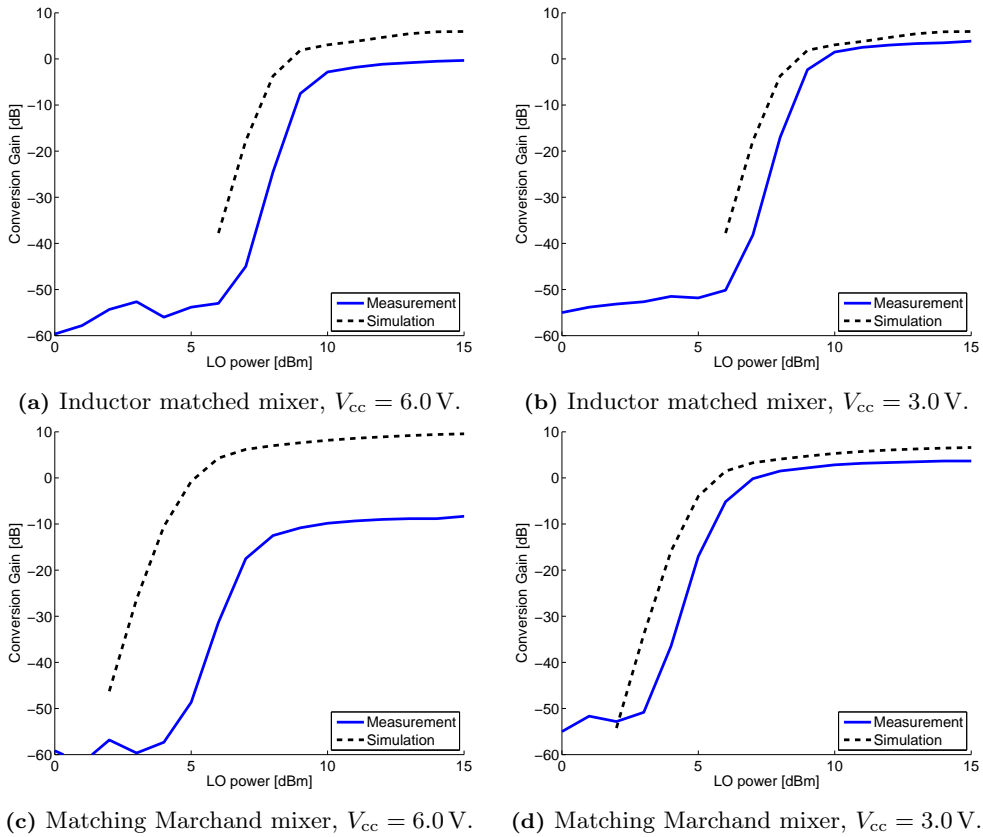 10
0
−10
−20
−30
−40
−50
−60
Conversion Gain [dB]
0 5 10 15
LO power [dBm]
Measurement
Simulation
(a) Inductor matched mixer, Vcc = 6.0 V.
10
0
−10
−20
−30
−40
−50
−60
Conversion Gain [dB]
0 5 10 15
LO power [dBm]
Measurement
Simulation
(b) Inductor matched mixer, Vcc = 3.0 V.
10
0
−10
−20
−30
−40
−50
−60
Conversion Gain [dB]
0 5 10 15
LO power [dBm]
Measurement
Simulation
(c) Matching Marchand mixer, Vcc = 6.0 V.
10
0
−10
−20
−30
−40
−50
−60
Conversion Gain [dB]
0 5 10 15
LO power [dBm]
Measurement
Simulation
(d) Matching Marchand mixer, Vcc = 3.0 V.